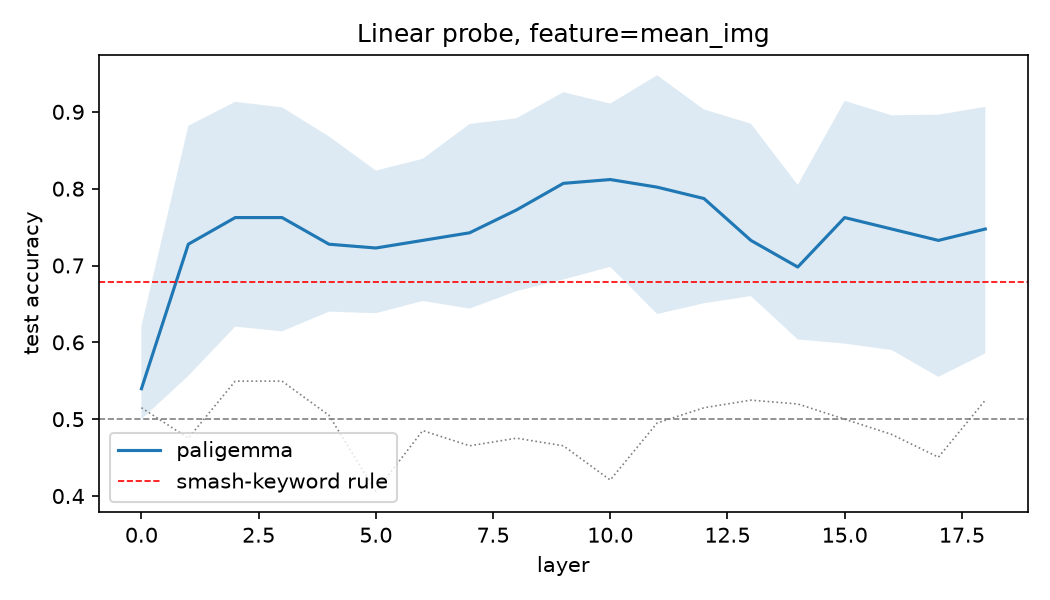 Linear probe, feature=mean_img
test accuracy
0.9
0.8
0.7
0.6
0.5
0.4
paligemma
smash-keyword rule
0.0
2.5
5.0
7.5
10.0
12.5
15.0
17.5
layer